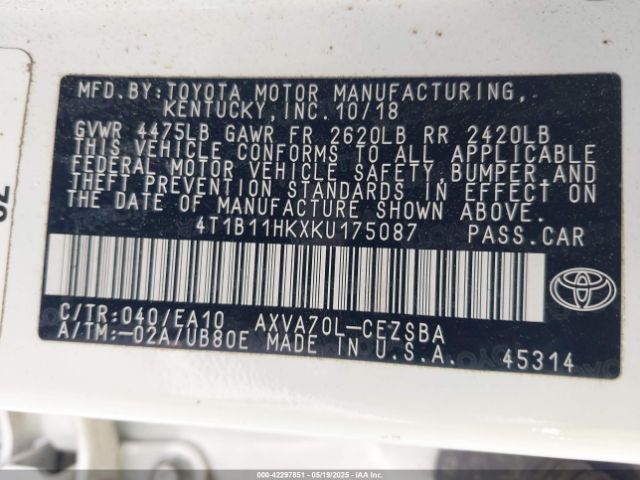 MFD.BY:TOYOTA MOTOR MANUFACTURING,
KENTUCKY,INC.10/18
GVWR 4475LB GAWR FR 2620LB RR 2420LB
THIS VEHICLE CONFORMS TO ALL APPLICABLE
FEDERAL MOTOR VEHICLE SAFETY,BUMPER,AND
THEFT PREVENTION STANDARDS IN EFFECT ON
THE DATE OF MANUFACTURE SHOWN ABOVE.
4T1B11HKXKU175087 PASS.CAR
C/TR:040/EA10 AXVA70L-CEZSBA
A/TM:-02A/UB80E MADE IN U.S.A. 45314
000-42297851 - 05/19/2025 - IAAI.COM